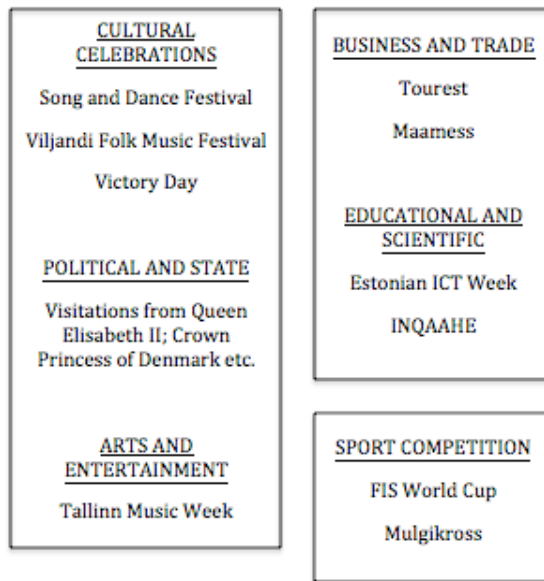 CULTURAL
CELEBRATIONS
Song and Dance Festival
Viljandi Folk Music Festival
Victory Day
POLITICAL AND STATE
Visitations from Queen
Elisabeth II; Crown
Princess of Denmark etc.
ARTS AND
ENTERTAINMENT
Tallinn Music Week
BUSINESS AND TRADE
Tourest
Maamess
EDUCATIONAL AND
SCIENTIFIC
Estonian ICT Week
INQAAHE
SPORT COMPETITION
FIS World Cup
Mulgikross